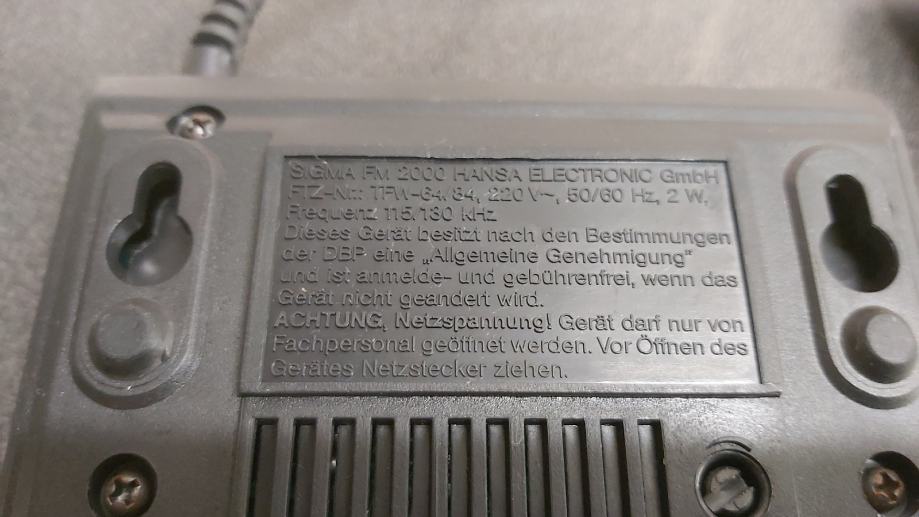 SIGMA FM 2000 HANSA ELECTRONIC GmbH
FTZ-Nr.: TFW-64/84, 220 V~, 50/60 Hz, 2 W,
Frequenz 115/130 kHz
Dieses Gerät besitzt nach den Bestimmungen
der DBP eine „Allgemeine Genehmigung"
und ist anmelde- und gebührenfrei, wenn das
Gerät nicht geändert wird.
ACHTUNG, Netzspannung! Gerät darf nur von
Fachpersonal geöffnet werden. Vor Öffnen des
Gerätes Netzstecker ziehen.